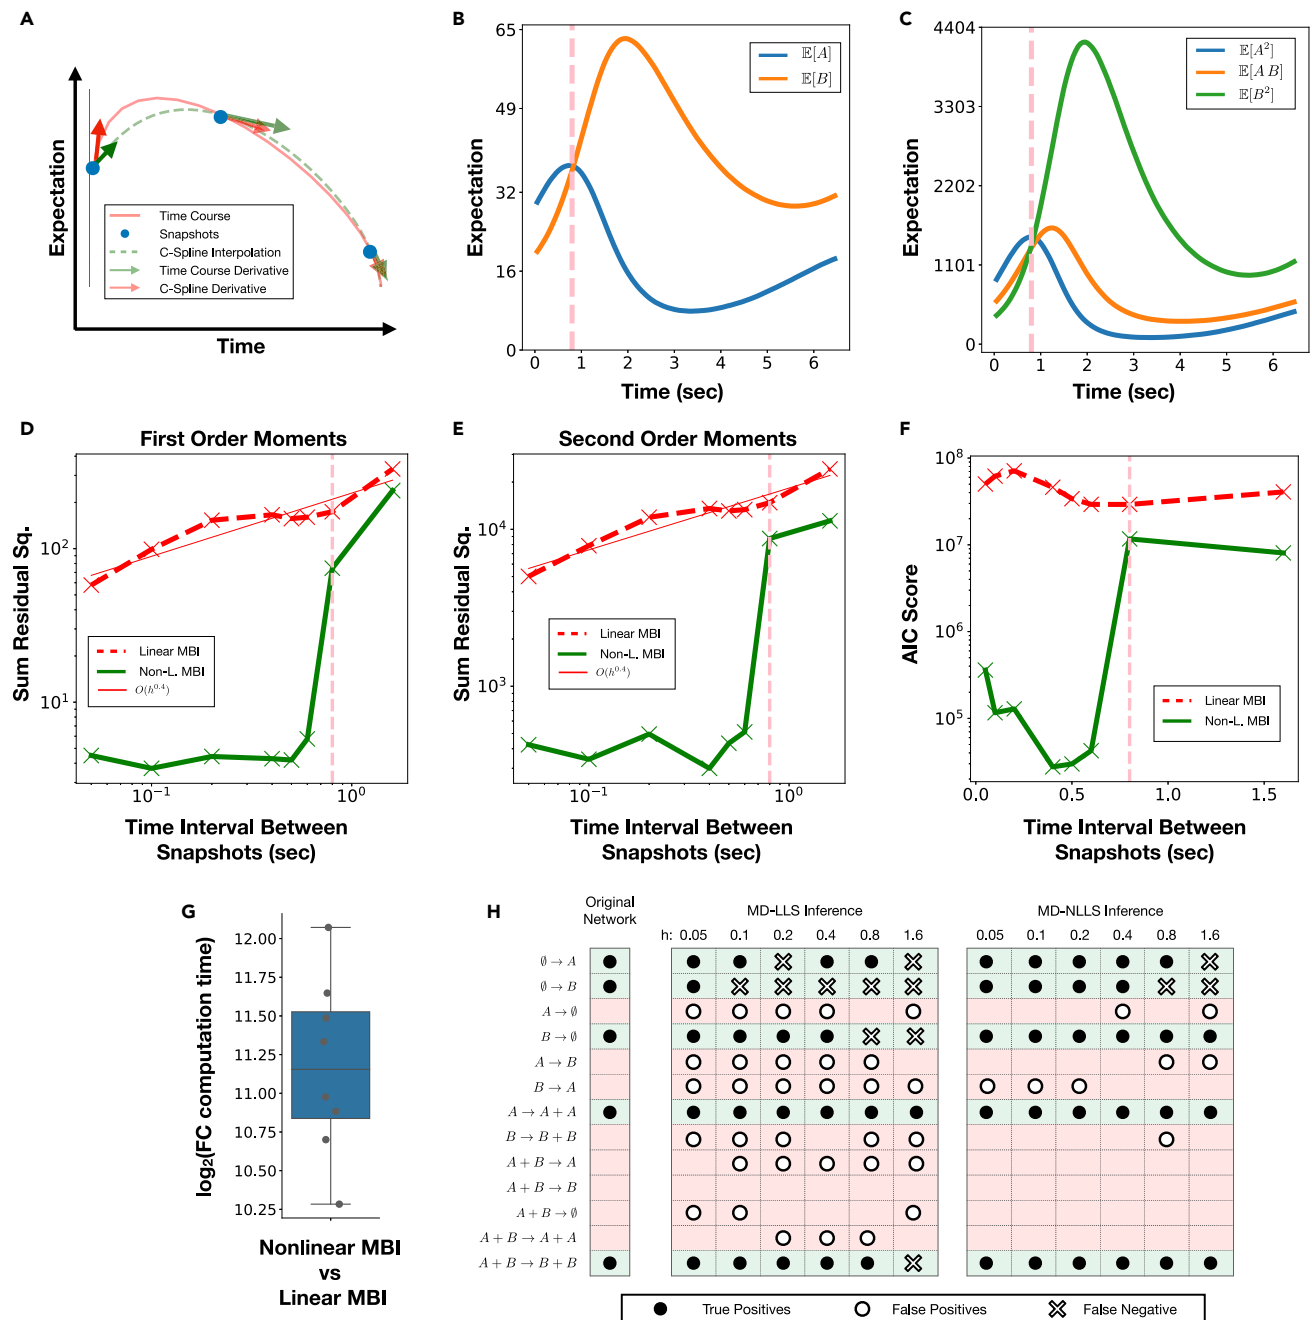 A
Expectation
Time
Time Course
Snapshots
C-Spline Interpolation
Time Course Derivative
C-Spline Derivative
B
Expectation
65
49
32
16
0
0 1 2 3 4 5 6
Time (sec)
𝔼[A]
𝔼[B]
C
Expectation
4404
3303
2202
1101
0
0 1 2 3 4 5 6
Time (sec)
𝔼[A²]
𝔼[A B]
𝔼[B²]
D
First Order Moments
Sum Residual Sq.
10²
10¹
10⁻¹ 10⁰
Linear MBI
Non-L. MBI
O(h⁰·⁴)
Time Interval Between
Snapshots (sec)
E
Second Order Moments
Sum Residual Sq.
10⁴
10³
10⁻¹ 10⁰
Linear MBI
Non-L. MBI
O(h⁰·⁴)
Time Interval Between
Snapshots (sec)
F
AIC Score
10⁸
10⁷
10⁶
10⁵
0.0 0.5 1.0 1.5
Linear MBI
Non-L. MBI
Time Interval Between
Snapshots (sec)
G
log₂(FC computation time)
12.00
11.75
11.50
11.25
11.00
10.75
10.50
10.25
Nonlinear MBI
vs
Linear MBI
H
Original
Network
MD-LLS Inference
MD-NLLS Inference
h: 0.05 0.1 0.2 0.4 0.8 1.6 0.05 0.1 0.2 0.4 0.8 1.6
∅ → A
∅ → B
A → ∅
B → ∅
A → B
B → A
A → A + A
B → B + B
A + B → A
A + B → B
A + B → ∅
A + B → A + A
A + B → B + B
True Positives
False Positives
False Negative